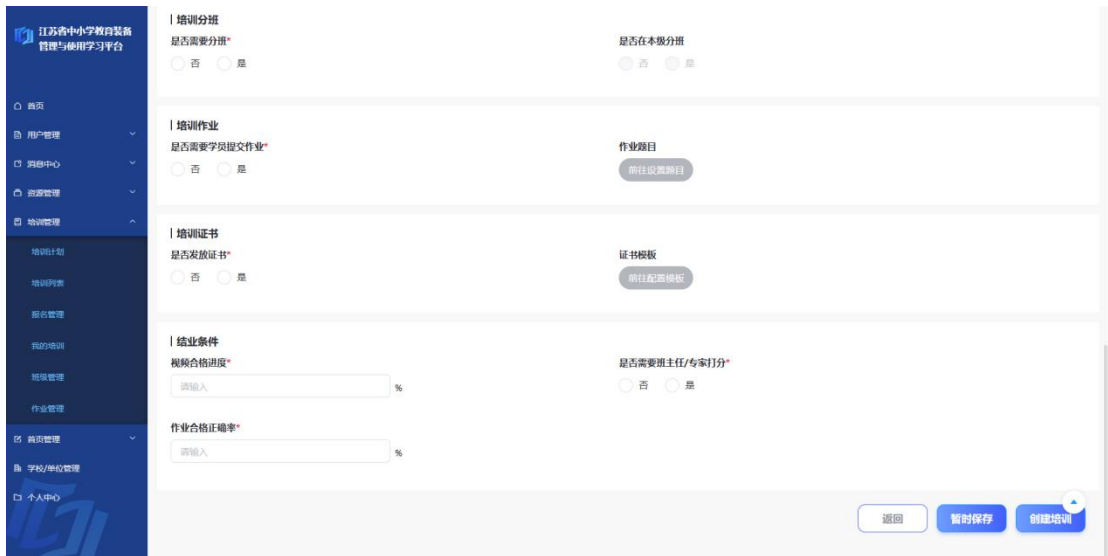 江苏省中小学教育装备
管理与使用学习平台
首页
用户管理
消息中心
资源管理
培训管理
培训计划
培训列表
报名管理
我的培训
班级管理
作业管理
首页管理
学校/单位管理
个人中心
培训分班
是否需要分班* 是否在本级分班
否 是 否 是
培训作业
是否需要学员提交作业* 作业题目
否 是 前往设置题目
培训证书
是否发放证书* 证书模板
否 是 前往配置模板
结业条件
视频合格进度* 是否需要班主任/专家打分*
请输入 % 否 是
作业合格正确率*
请输入 %
返回 暂时保存 创建培训